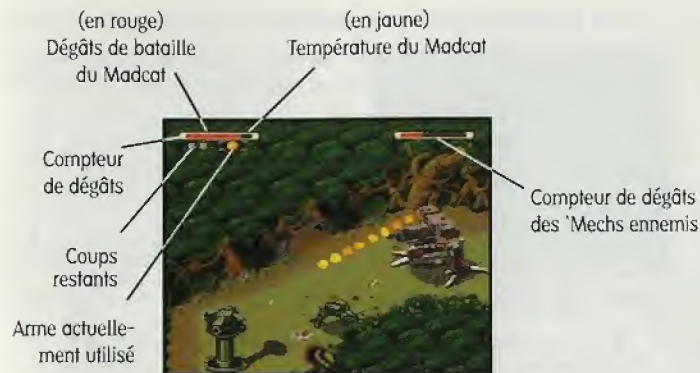 (en rouge)
Dégâts de bataille
du Madcat
(en jaune)
Température du Madcat
Compteur
de dégâts
Coups
restants
Arme actuelle-
ment utilisé
Compteur de dégâts
des 'Mechs ennemis